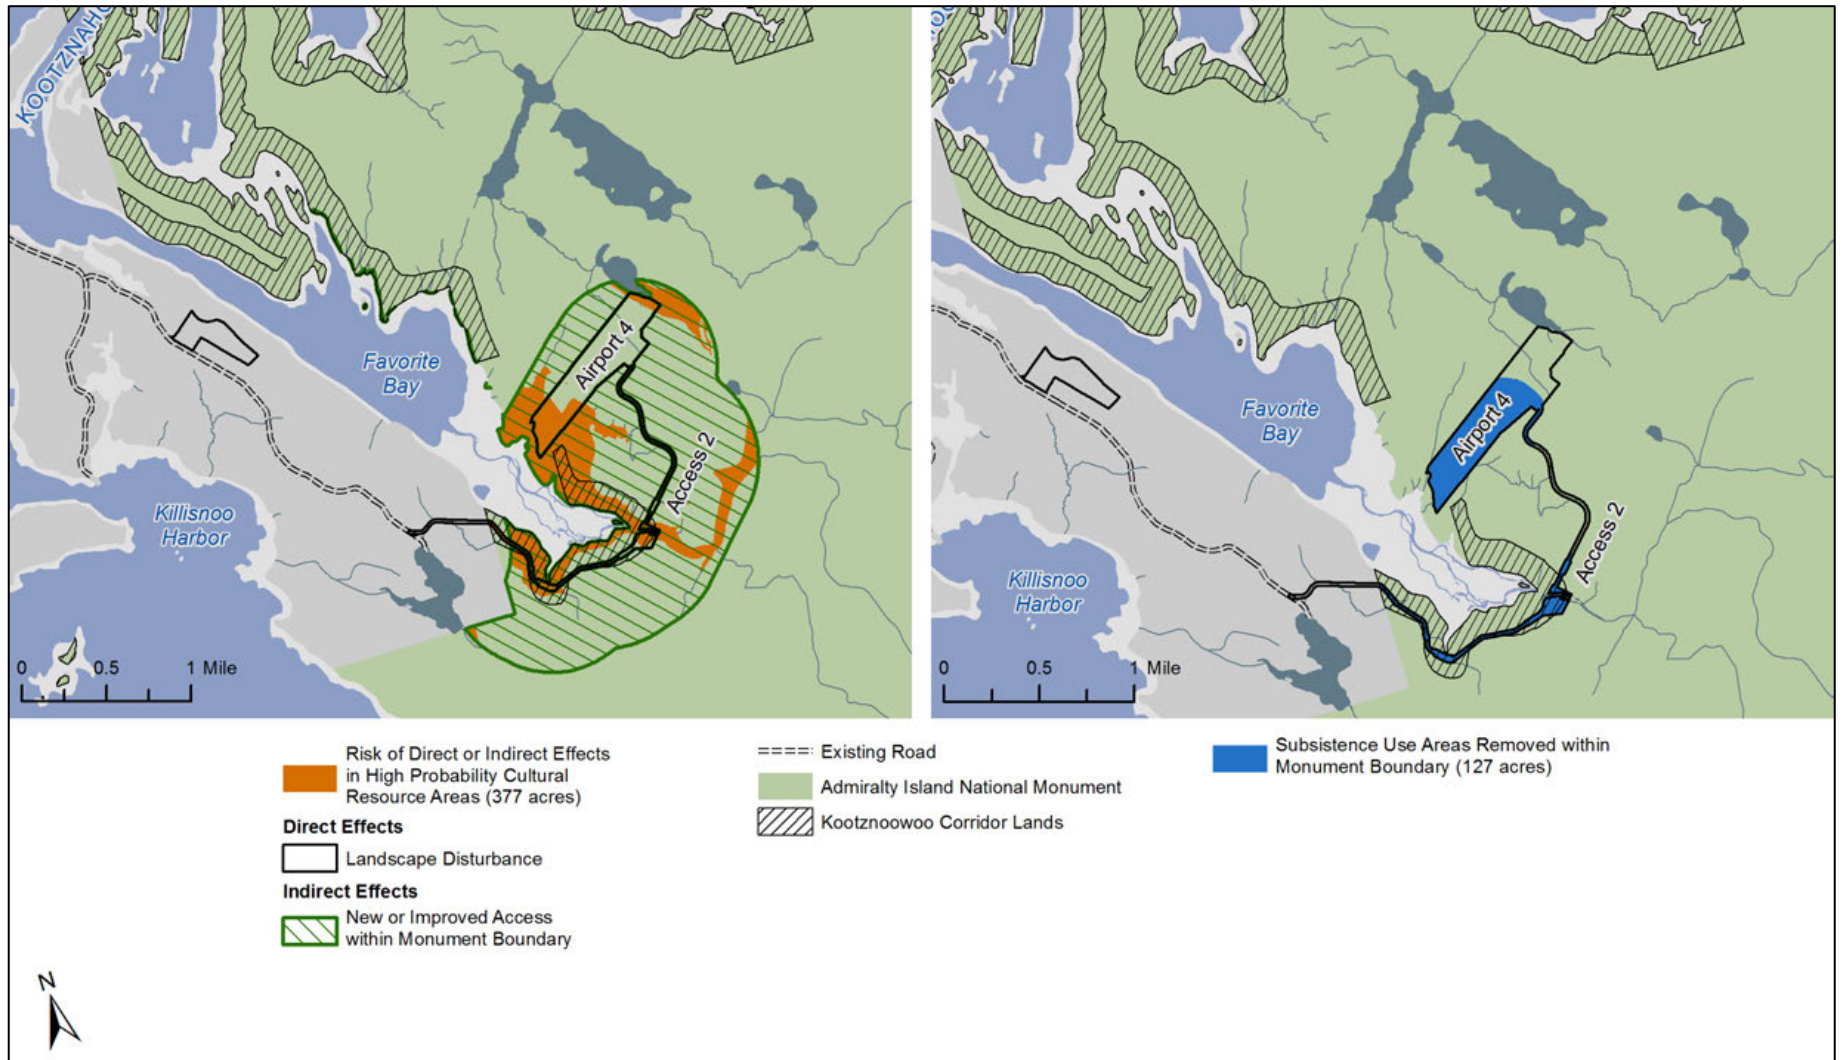 KOOTZNAHO
Favorite
Bay
Airport 4
Access 2
Killisnoo
Harbor
0 0.5 1 Mile
Favorite
Bay
Airport 4
Access 2
Killisnoo
Harbor
0 0.5 1 Mile
Risk of Direct or Indirect Effects
in High Probability Cultural
Resource Areas (377 acres)
Direct Effects
Landscape Disturbance
Indirect Effects
New or Improved Access
within Monument Boundary
Existing Road
Admiralty Island National Monument
Kootznoowoo Corridor Lands
Subsistence Use Areas Removed within
Monument Boundary (127 acres)
N